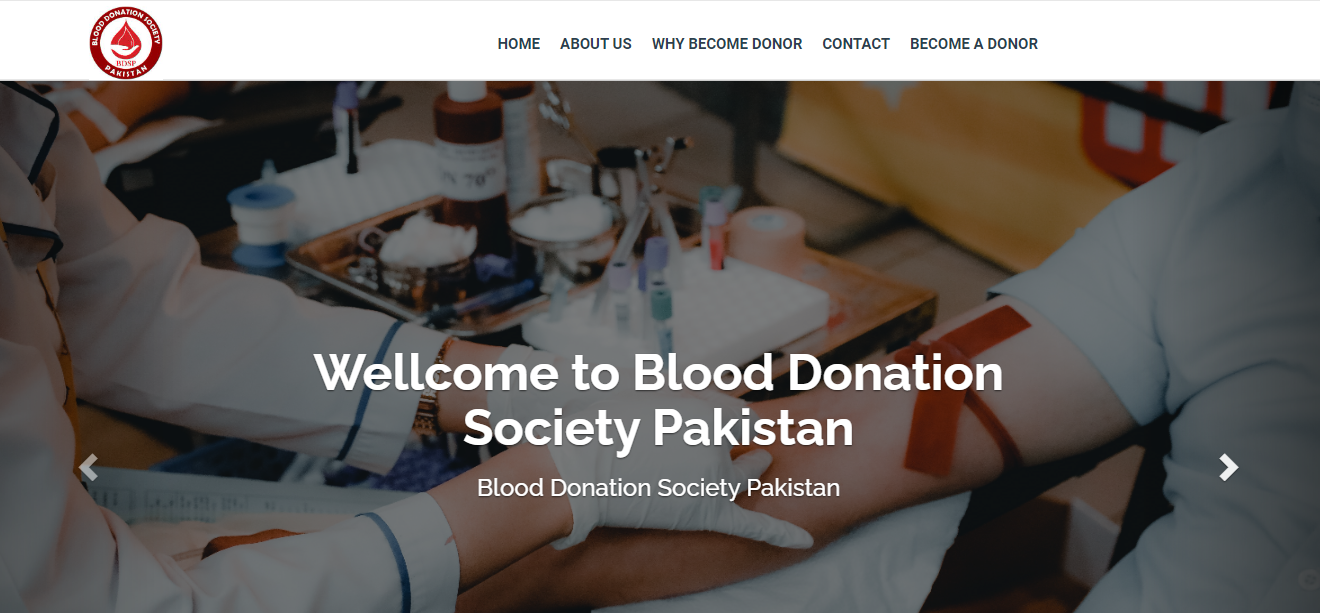 BLOOD DONATION SOCIETY
BDSP
PAKISTAN
HOME ABOUT US WHY BECOME DONOR CONTACT BECOME A DONOR
70°
Wellcome to Blood Donation
Society Pakistan
Blood Donation Society Pakistan